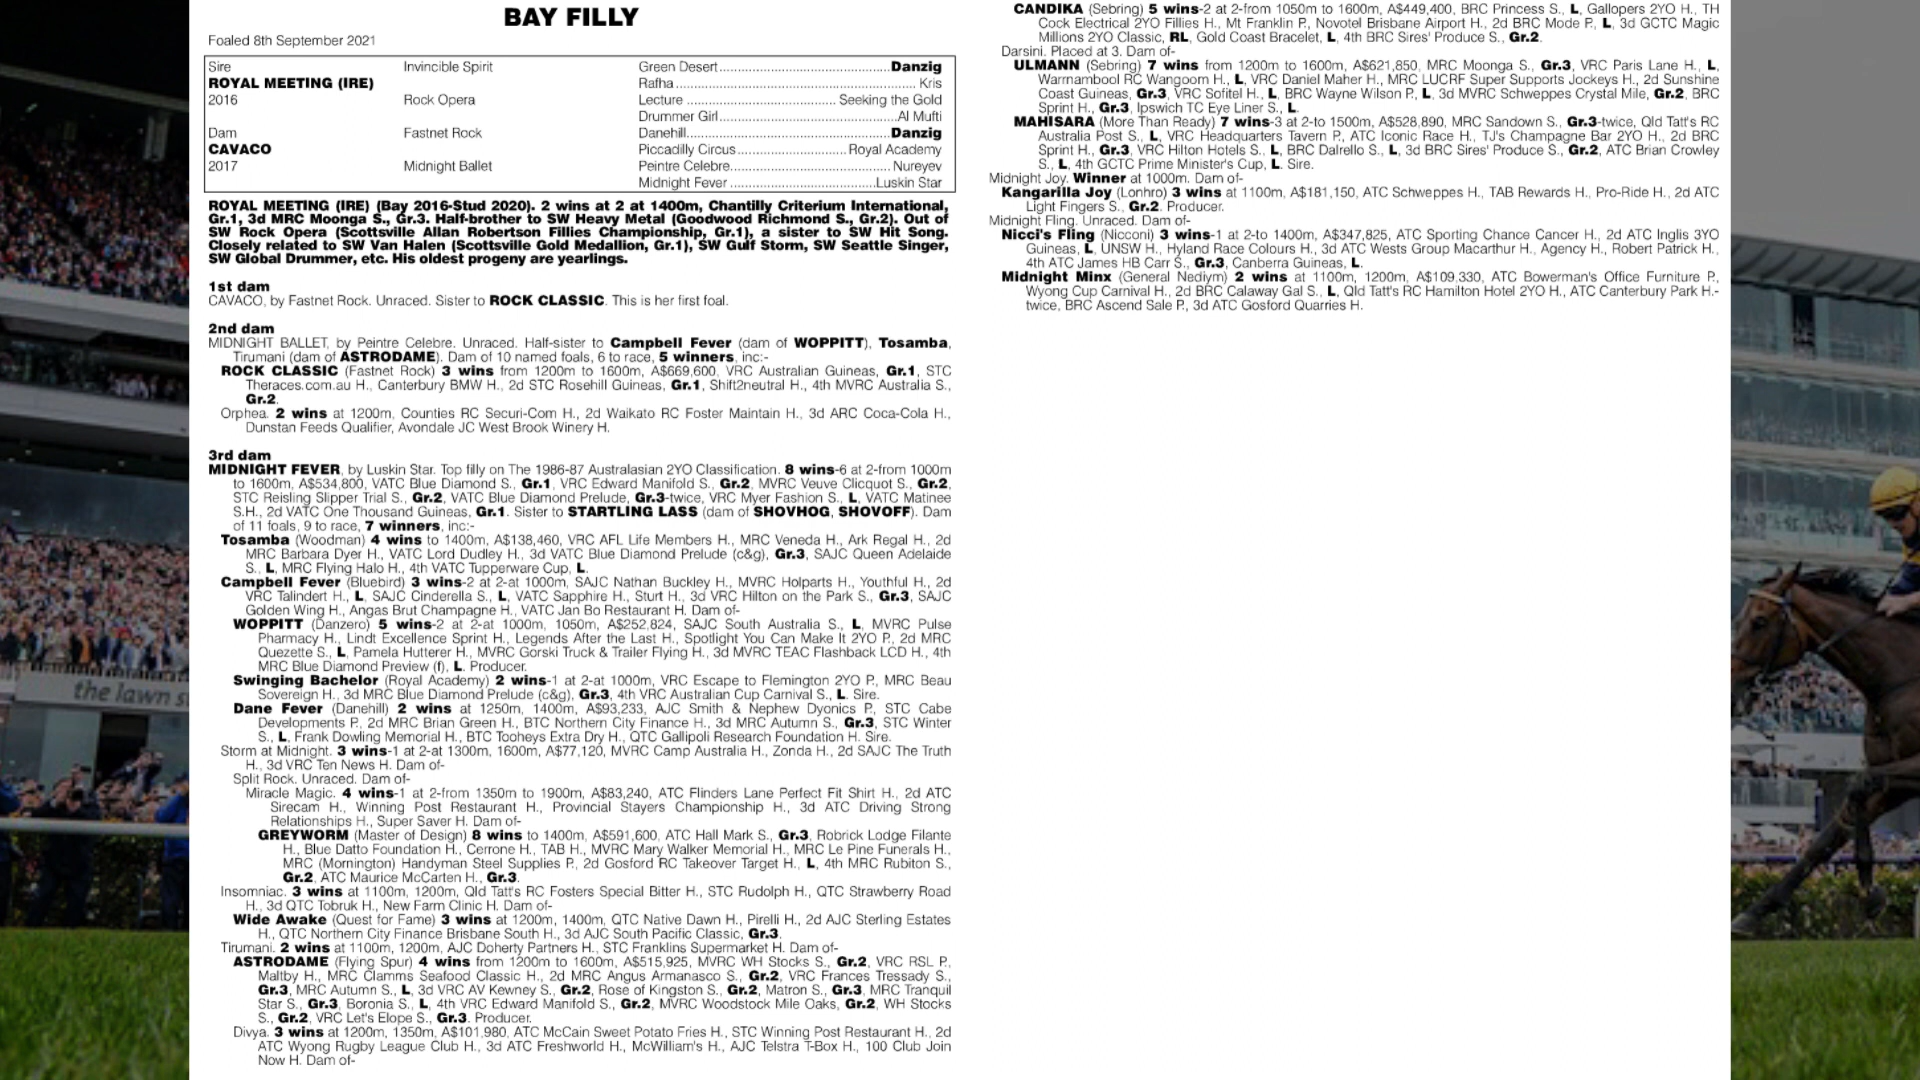 BAY FILLY
Foaled 8th September 2021
Sire Invincible Spirit Green Desert Danzig
ROYAL MEETING (IRE) Rafha Kris
2016 Rock Opera Lecture Seeking the Gold
Drummer Girl Al Mufti
Dam Fastnet Rock Danehill Danzig
CAVACO Piccadilly Circus Royal Academy
2017 Midnight Ballet Peintre Celebre Nureyev
Midnight Fever Luskin Star
ROYAL MEETING (IRE) (Bay 2016-Stud 2020). 2 wins at 2 at 1400m, Chantilly Criterium International,
Gr.1, 3d MRC Moonga S., Gr.3. Half-brother to SW Heavy Metal (Goodwood Richmond S., Gr.2). Out of
SW Rock Opera (Scottsville Allan Robertson Fillies Championship, Gr.1), a sister to SW Hit Song.
Closely related to SW Van Halen (Scottsville Gold Medallion, Gr.1), SW Gulf Storm, SW Seattle Singer,
SW Global Drummer, etc. His oldest progeny are yearlings.
1st dam
CAVACO, by Fastnet Rock. Unraced. Sister to ROCK CLASSIC. This is her first foal.
2nd dam
MIDNIGHT BALLET, by Peintre Celebre. Unraced. Half-sister to Campbell Fever (dam of WOPPITT), Tosamba,
Tirumani (dam of ASTRODAME). Dam of 10 named foals, 6 to race, 5 winners, inc:-
ROCK CLASSIC (Fastnet Rock) 3 wins from 1200m to 1600m, A$669,600, VRC Australian Guineas, Gr.1, STC
Theraces.com.au H., Canterbury BMW H., 2d STC Rosehill Guineas, Gr.1, Shift2neutral H., 4th MVRC Australia S.,
Gr.2.
Orphea. 2 wins at 1200m, Counties RC Securi-Com H., 2d Waikato RC Foster Maintain H., 3d ARC Coca-Cola H.,
Dunstan Feeds Qualifier, Avondale JC West Brook Winery H.
3rd dam
MIDNIGHT FEVER, by Luskin Star. Top filly on The 1986-87 Australasian 2YO Classification. 8 wins-6 at 2-from 1000m
to 1600m, A$534,800, VATC Blue Diamond S., Gr.1, VRC Edward Manifold S., Gr.2, MVRC Veuve Clicquot S., Gr.2,
STC Reisling Slipper Trial S., Gr.2, VATC Blue Diamond Prelude, Gr.3-twice, VRC Myer Fashion S., L, VATC Matinee
S.H., 2d VATC One Thousand Guineas, Gr.1. Sister to STARTLING LASS (dam of SHOVHOG, SHOVOFF). Dam
of 11 foals, 9 to race, 7 winners, inc:-
Tosamba (Woodman) 4 wins to 1400m, A$138,460, VRC AFL Life Members H., MRC Veneda H., Ark Regal H., 2d
MRC Barbara Dyer H., VATC Lord Dudley H., 3d VATC Blue Diamond Prelude (c&g), Gr.3, SAJC Queen Adelaide
S., L, MRC Flying Halo H., 4th VATC Tupperware Cup, L.
Campbell Fever (Bluebird) 3 wins-2 at 2-at 1000m, SAJC Nathan Buckley H., MVRC Holparts H., Youthful H., 2d
VRC Talindert H., L, SAJC Cinderella S., L, VATC Sapphire H., Sturt H., 3d VRC Hilton on the Park S., Gr.3, SAJC
Golden Wing H., Angas Brut Champagne H., VATC Jan Bo Restaurant H. Dam of-
WOPPITT (Danzero) 5 wins-2 at 2-at 1000m, 1050m, A$252,824, SAJC South Australia S., L, MVRC Pulse
Pharmacy H., Lindt Excellence Sprint H., Legends After the Last H., Spotlight You Can Make It 2YO P., 2d MRC
Quezette S., L, Pamela Hutterer H., MVRC Gorski Truck & Trailer Flying H., 3d MVRC TEAC Flashback LCD H., 4th
MRC Blue Diamond Preview (f), L. Producer.
Swinging Bachelor (Royal Academy) 2 wins-1 at 2-at 1000m, VRC Escape to Flemington 2YO P., MRC Beau
Sovereign H., 3d MRC Blue Diamond Prelude (c&g), Gr.3, 4th VRC Australian Cup Carnival S., L. Sire.
Dane Fever (Danehill) 2 wins at 1250m, 1400m, A$93,233, AJC Smith & Nephew Dyonics P., STC Cabe
Developments P., 2d MRC Brian Green H., BTC Northern City Finance H., 3d MRC Autumn S., Gr.3, STC Winter
S., L, Frank Dowling Memorial H., BTC Tooheys Extra Dry H., QTC Gallipoli Research Foundation H. Sire.
Storm at Midnight. 3 wins-1 at 2-at 1300m, 1600m, A$77,120, MVRC Camp Australia H., Zonda H., 2d SAJC The Truth
H., 3d VRC Ten News H. Dam of-
Split Rock. Unraced. Dam of-
Miracle Magic. 4 wins-1 at 2-from 1350m to 1900m, A$83,240, ATC Flinders Lane Perfect Fit Shirt H., 2d ATC
Sirecam H., Winning Post Restaurant H., Provincial Stayers Championship H., 3d ATC Driving Strong
Relationships H., Super Saver H. Dam of-
GREYWORM (Master of Design) 8 wins to 1400m, A$591,600, ATC Hall Mark S., Gr.3, Robrick Lodge Filante
H., Blue Datto Foundation H., Cerrone H., TAB H., MVRC Mary Walker Memorial H., MRC Le Pine Funerals H.,
MRC (Mornington) Handyman Steel Supplies P., 2d Gosford RC Takeover Target H., L, 4th MRC Rubiton S.,
Gr.2, ATC Maurice McCarten H., Gr.3.
Insomniac. 3 wins at 1100m, 1200m, Qld Tatt's RC Fosters Special Bitter H., STC Rudolph H., QTC Strawberry Road
H., 3d QTC Tobruk H., New Farm Clinic H. Dam of-
Wide Awake (Quest for Fame) 3 wins at 1200m, 1400m, QTC Native Dawn H., Pirelli H., 2d AJC Sterling Estates
H., QTC Northern City Finance Brisbane South H., 3d AJC South Pacific Classic, Gr.3.
Tirumani. 2 wins at 1100m, 1200m, AJC Doherty Partners H., STC Franklins Supermarket H. Dam of-
ASTRODAME (Flying Spur) 4 wins from 1200m to 1600m, A$515,925, MVRC WH Stocks S., Gr.2, VRC RSL P.,
Maltby H., MRC Clamms Seafood Classic H., 2d MRC Angus Armanasco S., Gr.2, VRC Frances Tressady S.,
Gr.3, MRC Autumn S., L, 3d VRC AV Kewney S., Gr.2, Rose of Kingston S., Gr.2, Matron S., Gr.3, MRC Tranquil
Star S., Gr.3, Boronia S., L, 4th VRC Edward Manifold S., Gr.2, MVRC Woodstock Mile Oaks, Gr.2, WH Stocks
S., Gr.2, VRC Let's Elope S., Gr.3. Producer.
Divya. 3 wins at 1200m, 1350m, A$101,980, ATC McCain Sweet Potato Fries H., STC Winning Post Restaurant H., 2d
ATC Wyong Rugby League Club H., 3d ATC Freshworld H., McWilliam's H., AJC Telstra T-Box H., 100 Club Join
Now H. Dam of-
CANDIKA (Sebring) 5 wins-2 at 2-from 1050m to 1600m, A$449,400, BRC Princess S., L, Gallopers 2YO H., TH
Cock Electrical 2YO Fillies H., Mt Franklin P., Novotel Brisbane Airport H., 2d BRC Mode P., L, 3d GCTC Magic
Millions 2YO Classic, RL, Gold Coast Bracelet, L, 4th BRC Sires' Produce S., Gr.2.
Darsini. Placed at 3. Dam of-
ULMANN (Sebring) 7 wins from 1200m to 1600m, A$621,850, MRC Moonga S., Gr.3, VRC Paris Lane H., L,
Warrnambool RC Wangoom H., L, VRC Daniel Maher H., MRC LUCRF Super Supports Jockeys H., 2d Sunshine
Coast Guineas, Gr.3, VRC Sofitel H., L, BRC Wayne Wilson P., L, 3d MVRC Schweppes Crystal Mile, Gr.2, BRC
Sprint H., Gr.3, Ipswich TC Eye Liner S., L.
MAHISARA (More Than Ready) 7 wins-3 at 2-to 1500m, A$528,890, MRC Sandown S., Gr.3-twice, Qld Tatt's RC
Australia Post S., L, VRC Headquarters Tavern P., ATC Iconic Race H., TJ's Champagne Bar 2YO H., 2d BRC
Sprint H., Gr.3, VRC Hilton Hotels S., L, BRC Dalrello S., L, 3d BRC Sires' Produce S., Gr.2, ATC Brian Crowley
S., L, 4th GCTC Prime Minister's Cup, L. Sire.
Midnight Joy. Winner at 1000m. Dam of-
Kangarilla Joy (Lonhro) 3 wins at 1100m, A$181,150, ATC Schweppes H., TAB Rewards H., Pro-Ride H., 2d ATC
Light Fingers S., Gr.2. Producer.
Midnight Fling. Unraced. Dam of-
Nicci's Fling (Nicconi) 3 wins-1 at 2-to 1400m, A$347,825, ATC Sporting Chance Cancer H., 2d ATC Inglis 3YO
Guineas, L, UNSW H., Hyland Race Colours H., 3d ATC Wests Group Macarthur H., Agency H., Robert Patrick H.,
4th ATC James HB Carr S., Gr.3, Canberra Guineas, L.
Midnight Minx (General Nediym) 2 wins at 1100m, 1200m, A$109,330, ATC Bowerman's Office Furniture P.,
Wyong Cup Carnival H., 2d BRC Calaway Gal S., L, Qld Tatt's RC Hamilton Hotel 2YO H., ATC Canterbury Park H.-
twice, BRC Ascend Sale P., 3d ATC Gosford Quarries H.
the lawn